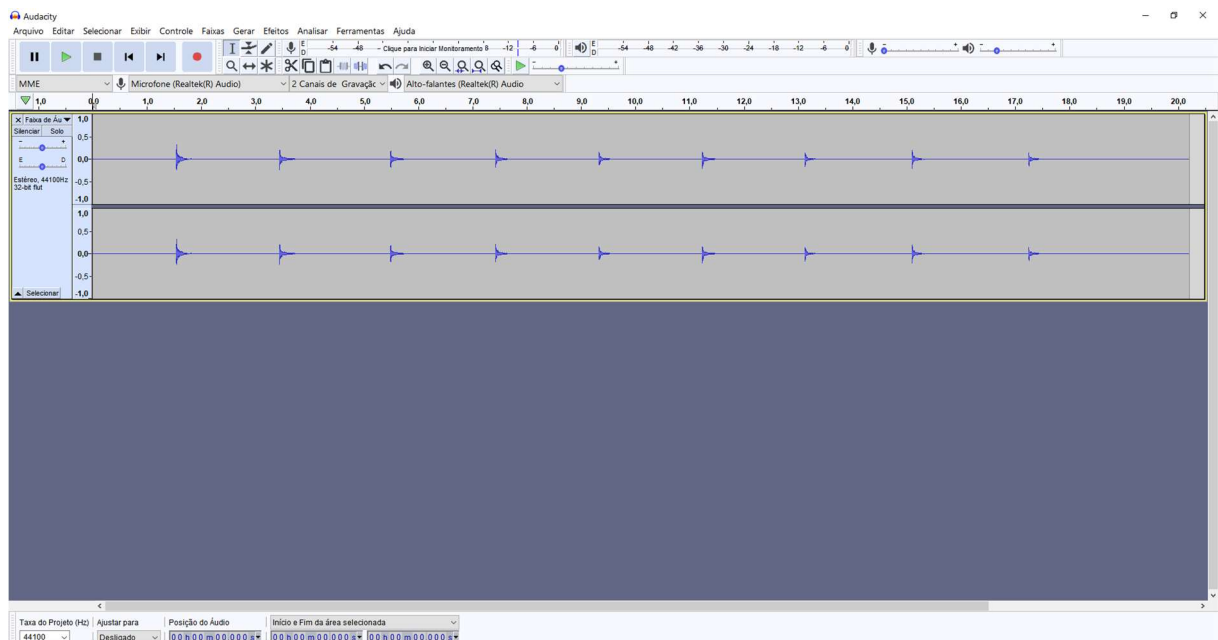 Audacity
Arquivo Editar Selecionar Exibir Controle Faixas Gerar Efeitos Analisar Ferramentas Ajuda
E D -54 -48 - Clique para Iniciar Monitoramento 8 -12 -6 0 E D -54 -48 -42 -36 -30 -24 -18 -12 -6 0
MME Microfone (Realtek(R) Audio) 2 Canais de Gravaçãc Alto-falantes (Realtek(R) Audio
1,0 0,0 1,0 2,0 3,0 4,0 5,0 6,0 7,0 8,0 9,0 10,0 11,0 12,0 13,0 14,0 15,0 16,0 17,0 18,0 19,0 20,0
x Faixa de Áu 1,0
Silenciar Solo 0,5
- +
E D 0,0
Estéreo, 44100Hz -0,5
32-bit flut
-1,0
1,0
0,5
0,0
-0,5
Selecionar -1,0
Taxa do Projeto (Hz) Ajustar para Posição do Áudio Início e Fim da área selecionada
44100 Desligado 00 h 00 m 00.000 s 00 h 00 m 00.000 s 00 h 00 m 00.000 s